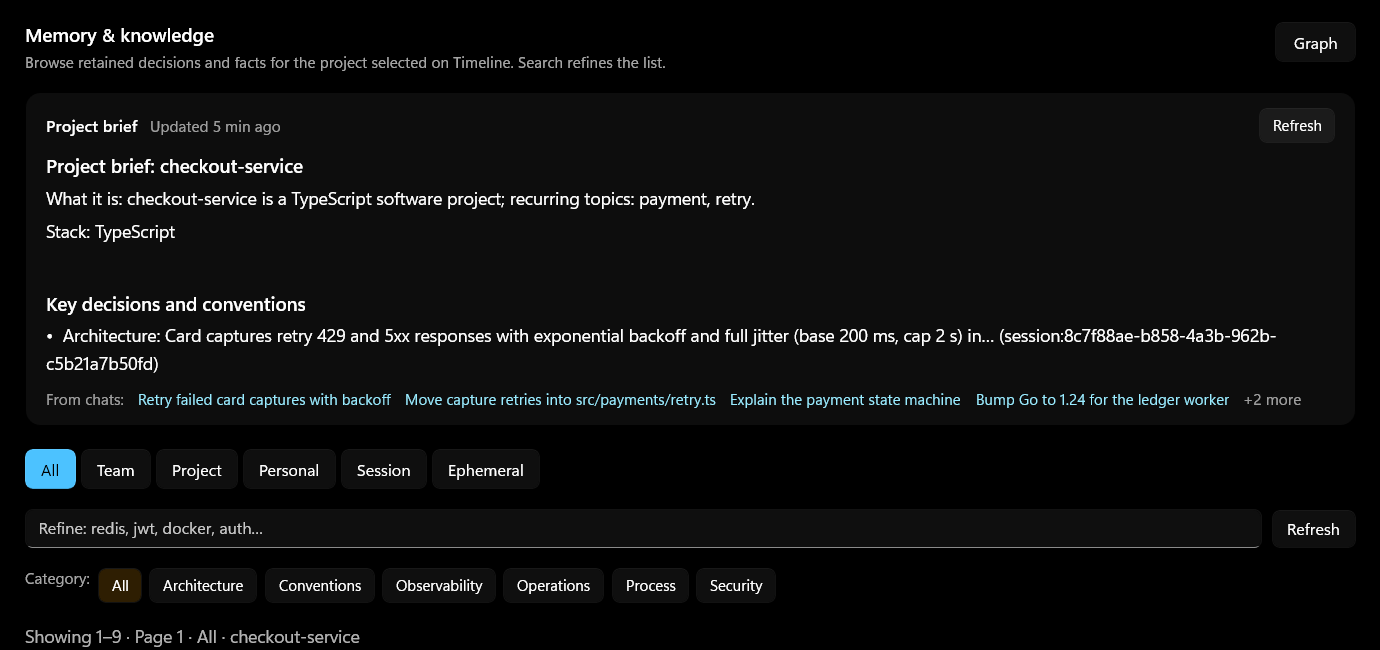 Memory & knowledge
Graph
Browse retained decisions and facts for the project selected on Timeline. Search refines the list.
Project brief Updated 5 min ago
Refresh
Project brief: checkout-service
What it is: checkout-service is a TypeScript software project; recurring topics: payment, retry.
Stack: TypeScript
Key decisions and conventions
• Architecture: Card captures retry 429 and 5xx responses with exponential backoff and full jitter (base 200 ms, cap 2 s) in... (session:8c7f88ae-b858-4a3b-962b-
c5b21a7b50fd)
From chats: Retry failed card captures with backoff Move capture retries into src/payments/retry.ts Explain the payment state machine Bump Go to 1.24 for the ledger worker +2 more
All Team Project Personal Session Ephemeral
Refine: redis, jwt, docker, auth...
Refresh
Category: All Architecture Conventions Observability Operations Process Security
Showing 1–9 · Page 1 · All · checkout-service